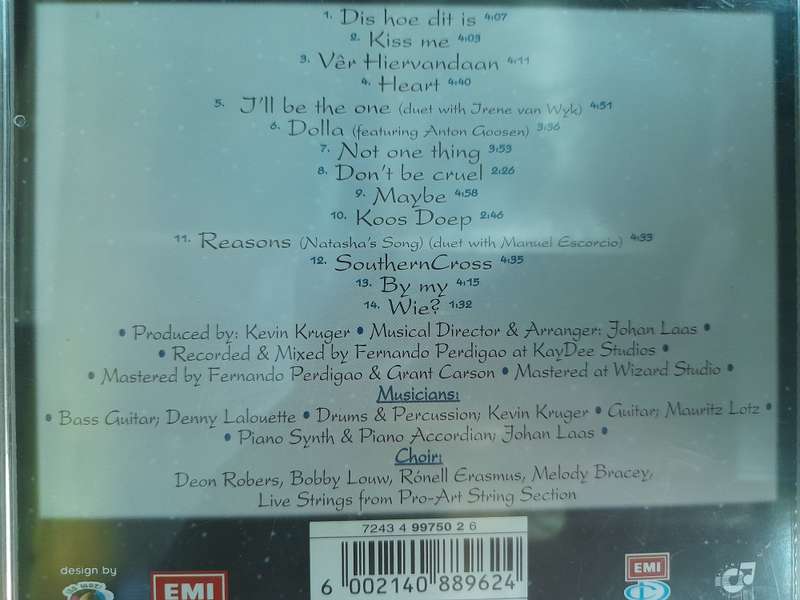 1. Dis hoe dit is 4:07
2. Kiss me 4:03
3. Vêr Hiervandaan 4:11
4. Heart 4:40
5. I'll be the one (duet with Irene van Wyk) 4:51
6. Dolla (featuring Anton Goosen) 3:36
7. Not one thing 3:53
8. Don't be cruel 2:26
9. Maybe 4:58
10. Koos Doep 2:46
11. Reasons (Natasha's Song) (duet with Manuel Escorcio) 4:33
12. SouthernCross 4:35
13. By my 4:15
14. Wie? 1:32
• Produced by: Kevin Kruger • Musical Director & Arranger: Johan Laas •
• Recorded & Mixed by Fernando Perdigao at KayDee Studios •
• Mastered by Fernando Perdigao & Grant Carson • Mastered at Wizard Studio •
Musicians:
• Bass Guitar; Denny Lalouette • Drums & Percussion; Kevin Kruger • Guitar; Mauritz Lotz •
• Piano Synth & Piano Accordian; Johan Laas •
Choir:
Deon Robers, Bobby Louw, Rónell Erasmus, Melody Bracey,
Live Strings from Pro-Art String Section
7243 4 99750 2 6
design by
EMI
6 002140 889624
EMI